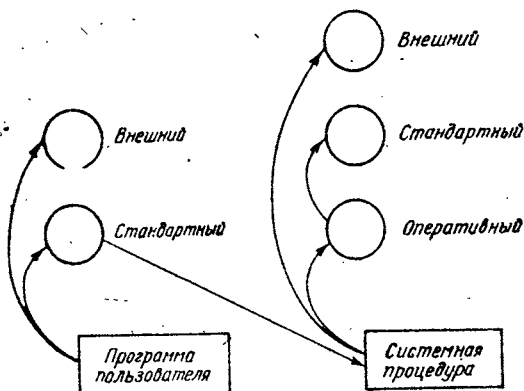 Внешний
Стандартный
Программа
пользователя
Внешний
Стандартный
Оперативный
Системная
процедура